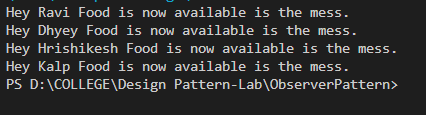 Hey Ravi Food is now available is the mess.
Hey Dhyey Food is now available is the mess.
Hey Hrishikesh Food is now available is the mess.
Hey Kalp Food is now available is the mess.
PS D:\COLLEGE\Design Pattern-Lab\ObserverPattern>